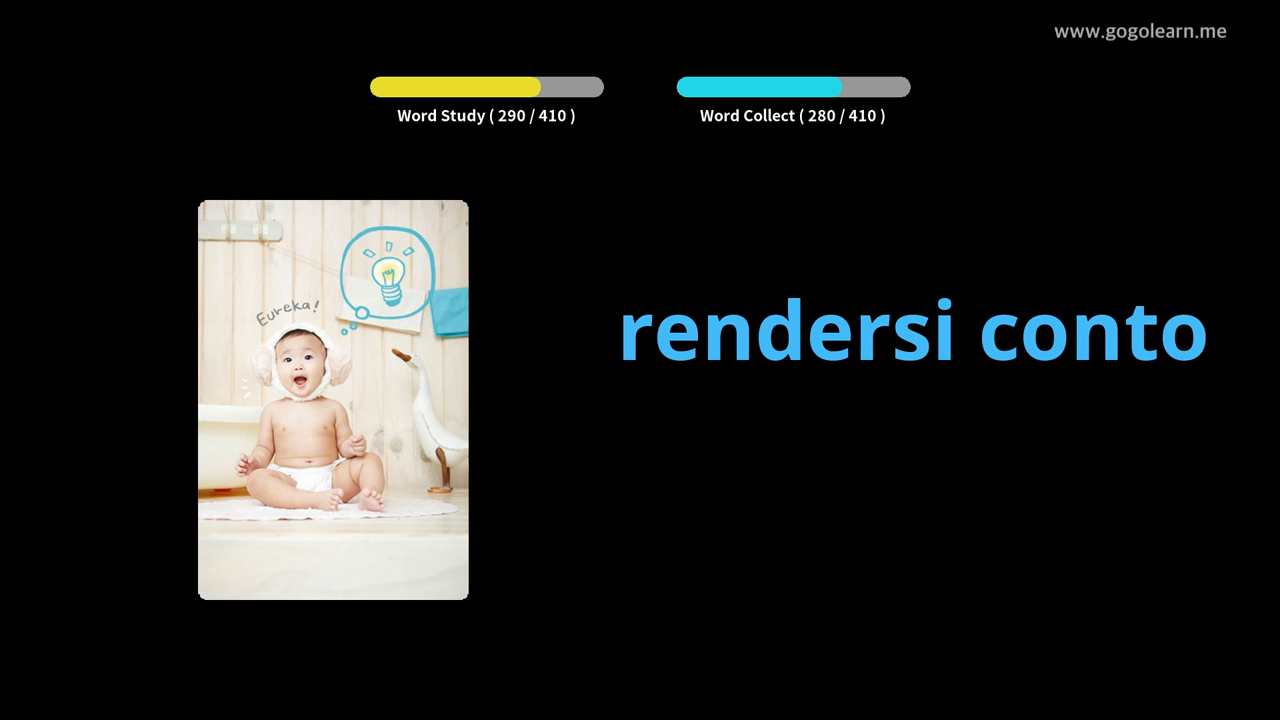 www.gogolearn.me
Word Study ( 290 / 410 )
Word Collect ( 280 / 410 )
Eureka!
rendersi conto